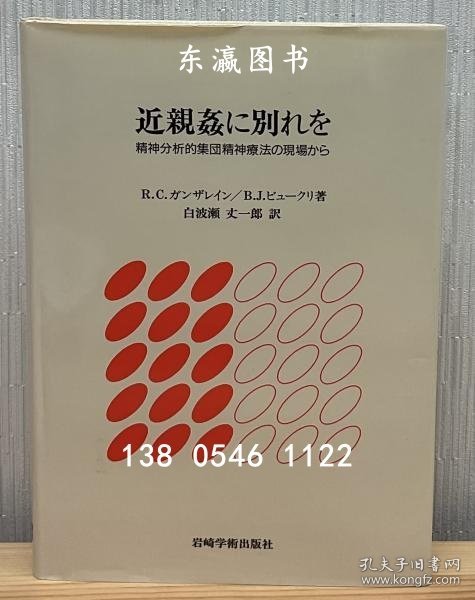 东瀛图书
近親姦に別れを
精神分析的集団精神療法の現場から
R.C.ガンザレイン／B.J.ビュークリ著
白波瀬 丈一郎 訳
138 0546 1122
岩崎学術出版社
孔夫子旧书网